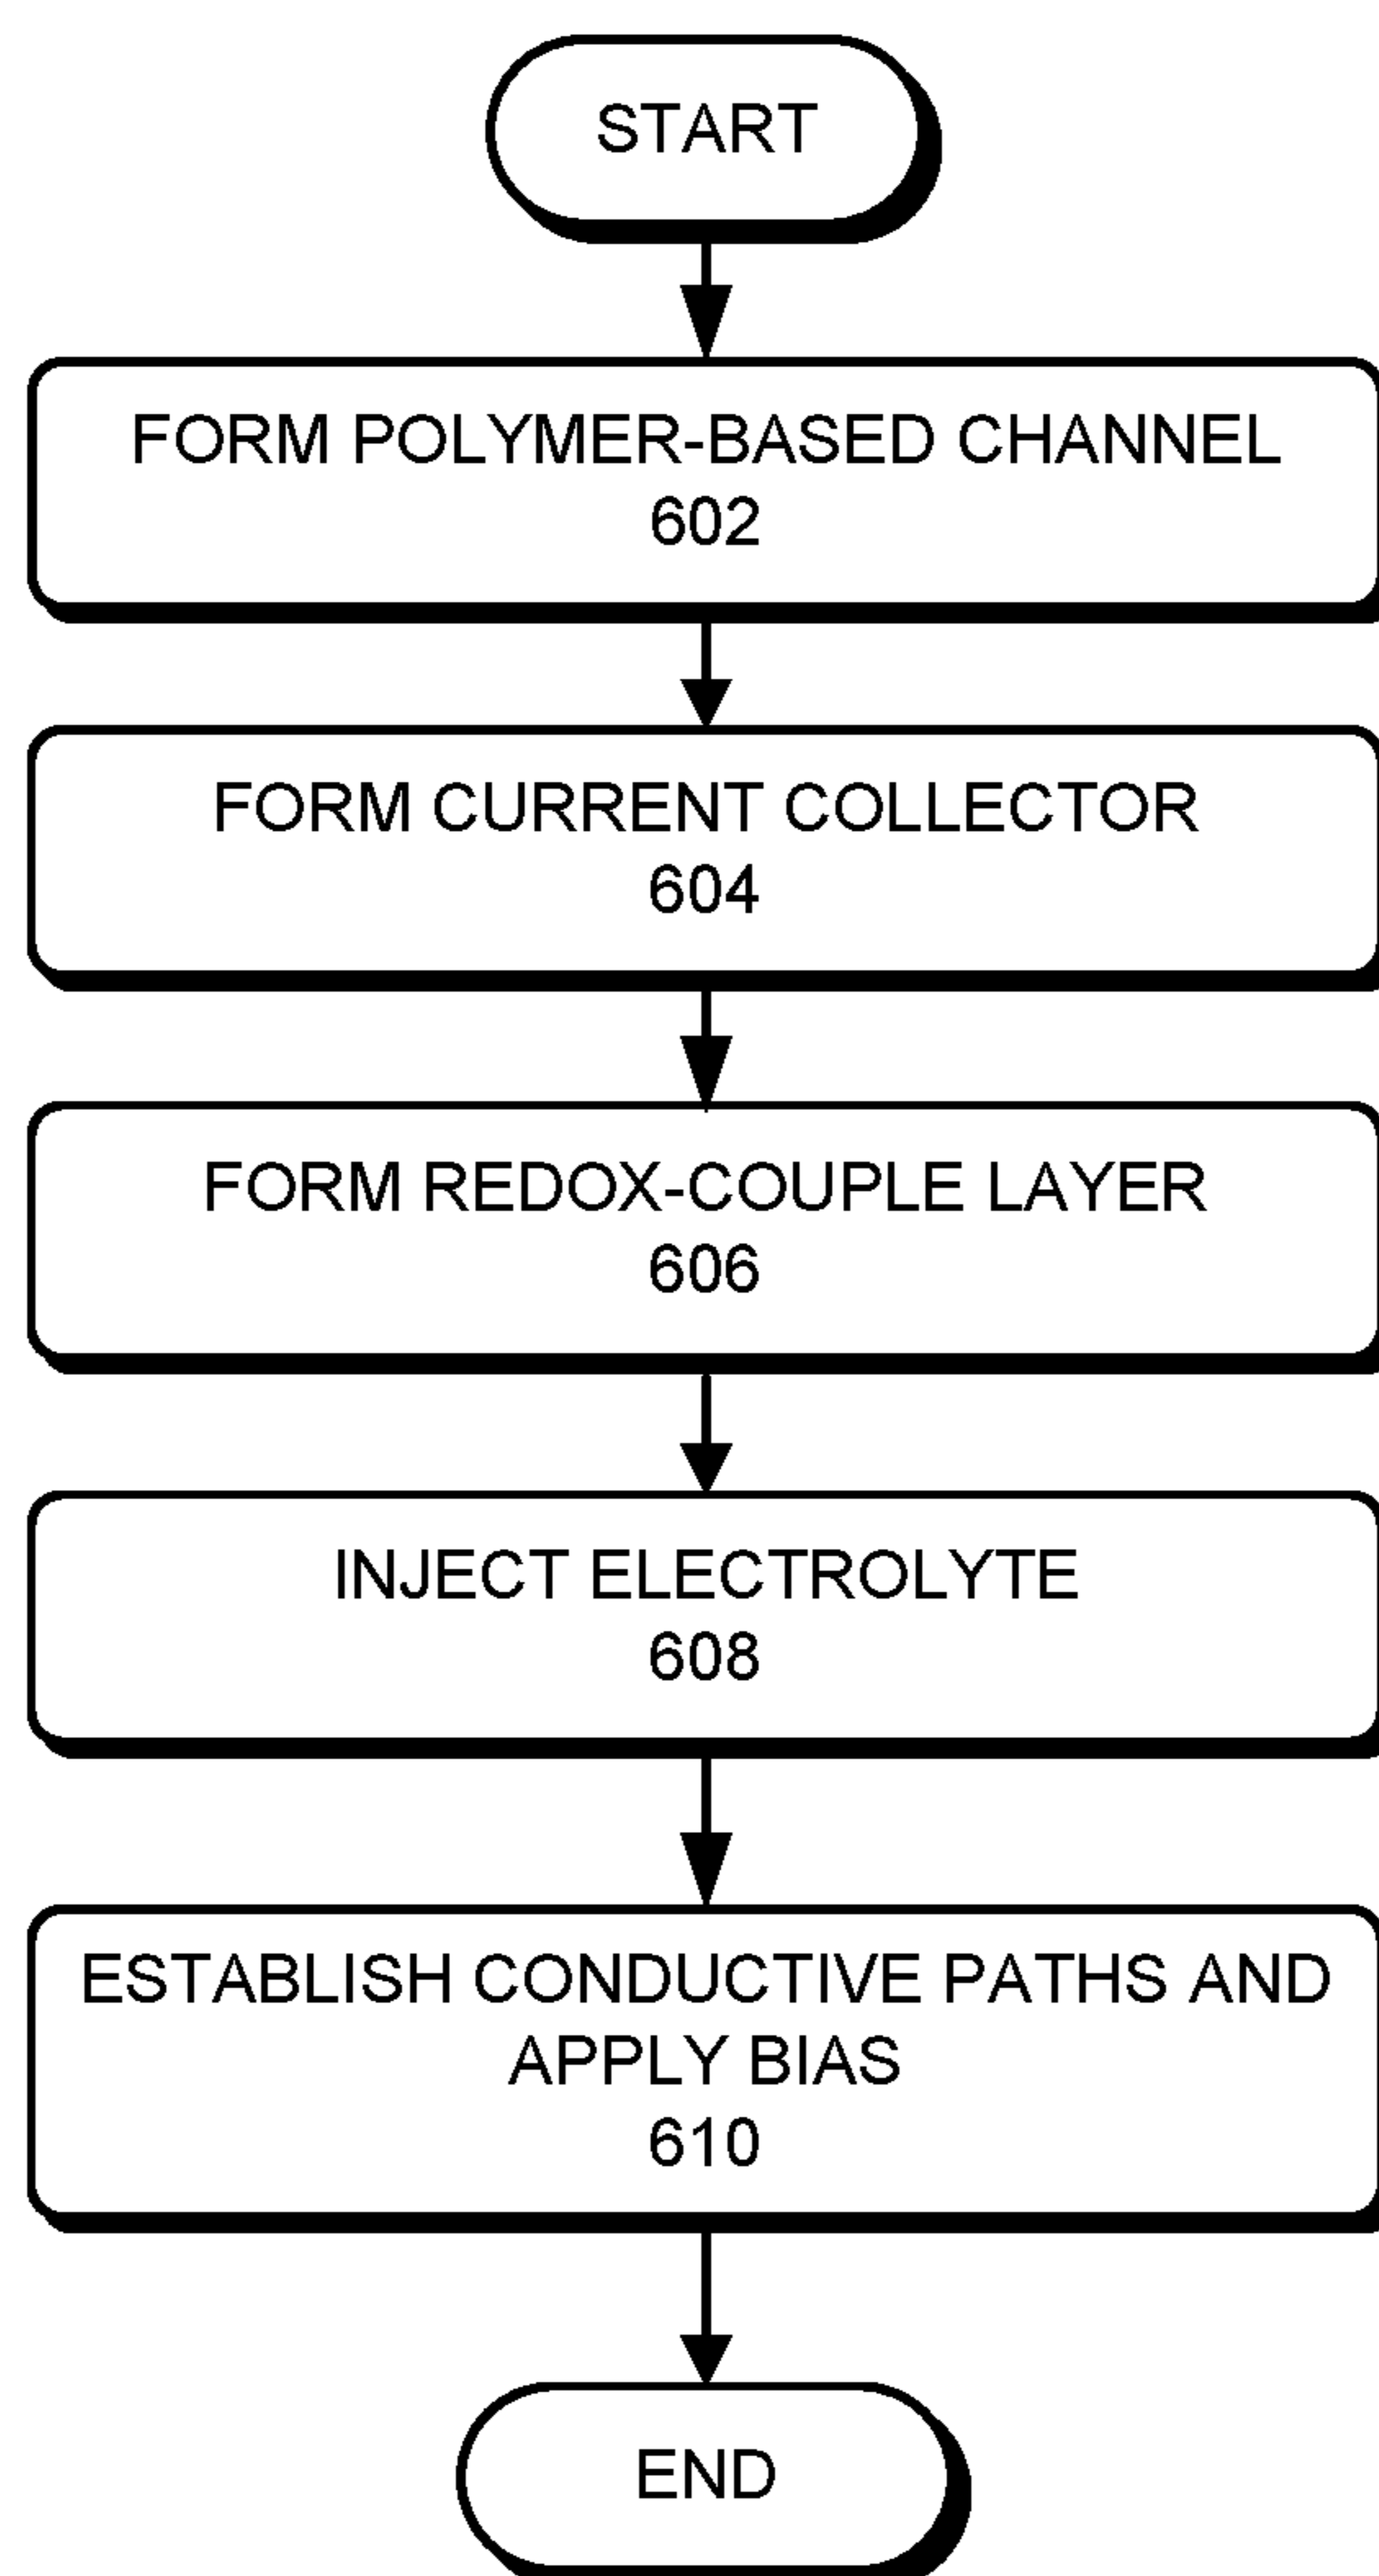 START
FORM POLYMER-BASED CHANNEL
602
FORM CURRENT COLLECTOR
604
FORM REDOX-COUPLE LAYER
606
INJECT ELECTROLYTE
608
ESTABLISH CONDUCTIVE PATHS AND
APPLY BIAS
610
END